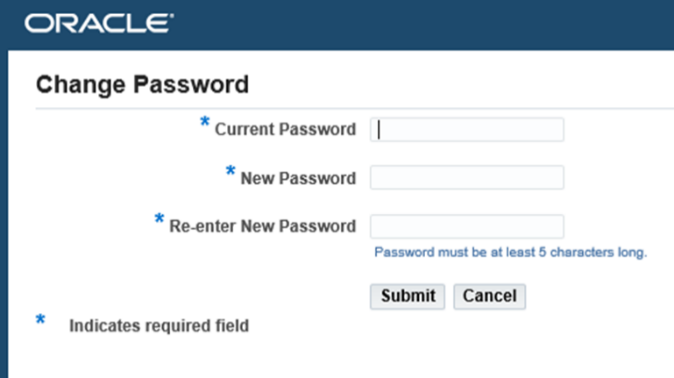 ORACLE
Change Password
* Current Password
* New Password
* Re-enter New Password
Password must be at least 5 characters long.
Submit Cancel
* Indicates required field